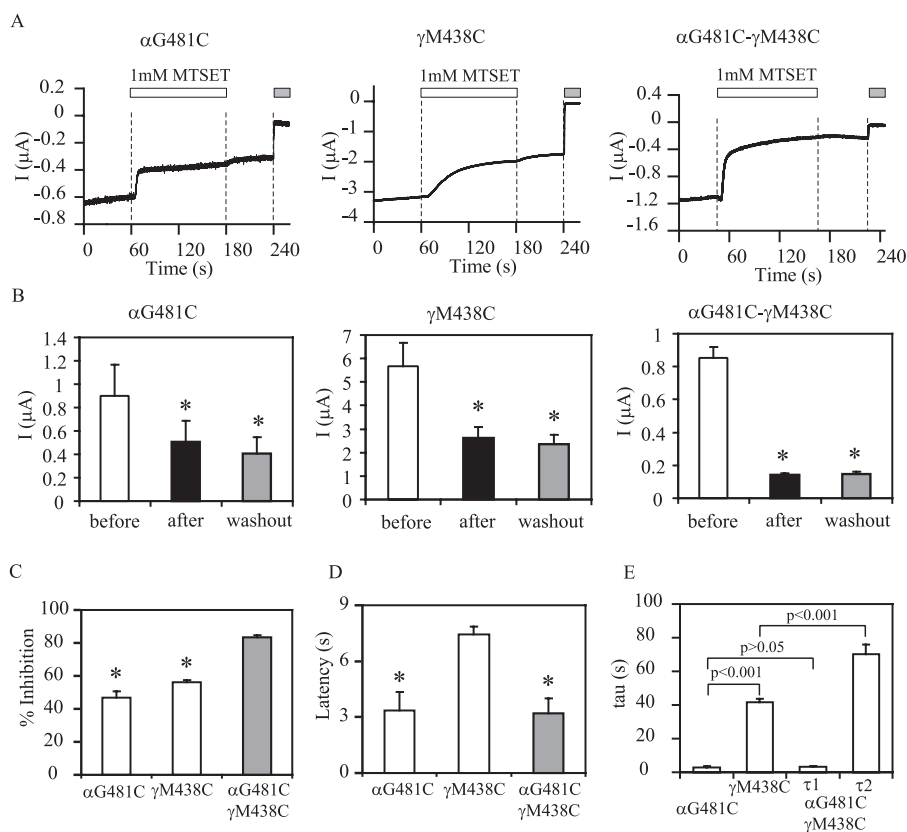 A
αG481C
γM438C
αG481C-γM438C
1mM MTSET
1mM MTSET
1mM MTSET
I (μA)
0.2
0
-0.4
-0.6
-0.8
0 60 120 180 240
Time (s)
I (μA)
0
-1
-2
-3
-4
0 60 120 180 240
Time (s)
I (μA)
0
-0.4
-1.2
-1.6
0 60 120 180 240
Time (s)
B
αG481C
γM438C
αG481C-γM438C
I (μA)
1.4
1.2
1
0.8
0.6
0.4
0.2
0
* *
before after washout
I (μA)
7
6
5
4
3
2
1
0
* *
before after washout
I (μA)
1
0.8
0.6
0.4
0.2
0
* *
before after washout
C
% Inhibition
100
80
60
40
20
0
* *
αG481C γM438C αG481C
γM438C
D
Latency (s)
9
6
3
0
* *
αG481C γM438C αG481C
γM438C
E
tau (s)
100
80
60
40
20
0
p<0.001
p>0.05
p<0.001
αG481C γM438C τ1 τ2
αG481C
γM438C